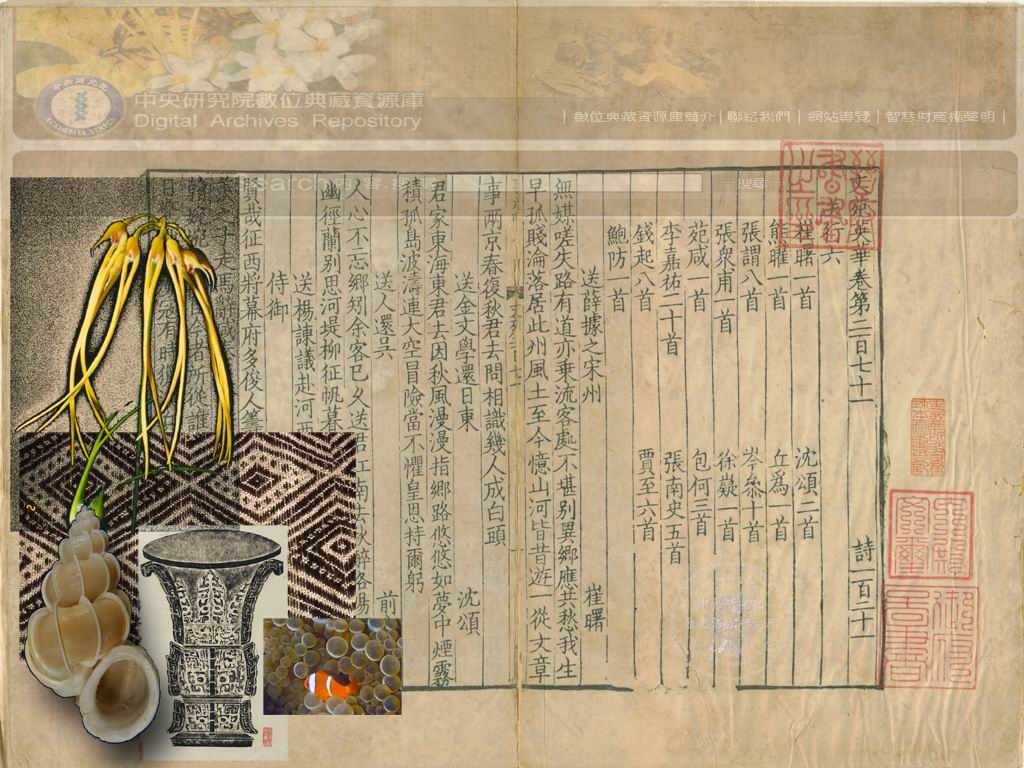 中央研究院數位典藏資源庫
Digital Archives Repository
| 數位典藏資源庫簡介 | 聯絡我們 | 網站導覽 | 智慧財產權聲明 |
文苑英華卷第二百七十一 詩一百二十一
送行六
崔曙一首 沈頌二首
熊曜一首 丘為一首
張謂八首 岑參十首
張衆甫一首 徐嶷一首
苑咸一首 包何三首
李嘉祐二十首 張南史五首
錢起八首 賈至六首
鮑防一首
送薛據之宋州 崔曙
無媒嗟失路有道亦乗流客處不堪別異鄉應共愁我生
早孤賤淪落居此州風土至今憶山河皆昔遊一從文章
事兩京春復秋君去問相識幾人成白頭
送金文學還日東 沈頌
君家東海東君去因秋風漫漫指鄉路悠悠如夢中煙霧
積孤島波濤連大空冒險當不懼皇恩持爾躬
送人還吳 前
人心不忘鄉矧余客已久送君江南去秋醉洛陽
幽徑蘭別思河堤柳征帆暮
送楊諫議赴河西
侍御
賢哉征西將幕府多俊人籌